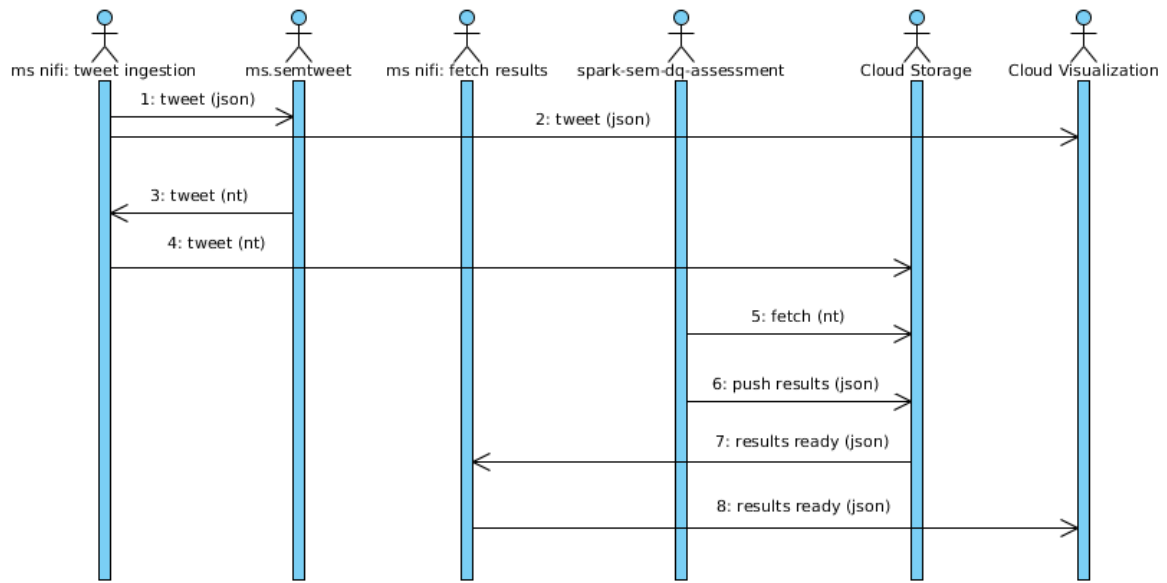 ms nifi: tweet ingestion
ms.semtweet
ms nifi: fetch results
spark-sem-dq-assessment
Cloud Storage
Cloud Visualization
1: tweet (json)
2: tweet (json)
3: tweet (nt)
4: tweet (nt)
5: fetch (nt)
6: push results (json)
7: results ready (json)
8: results ready (json)